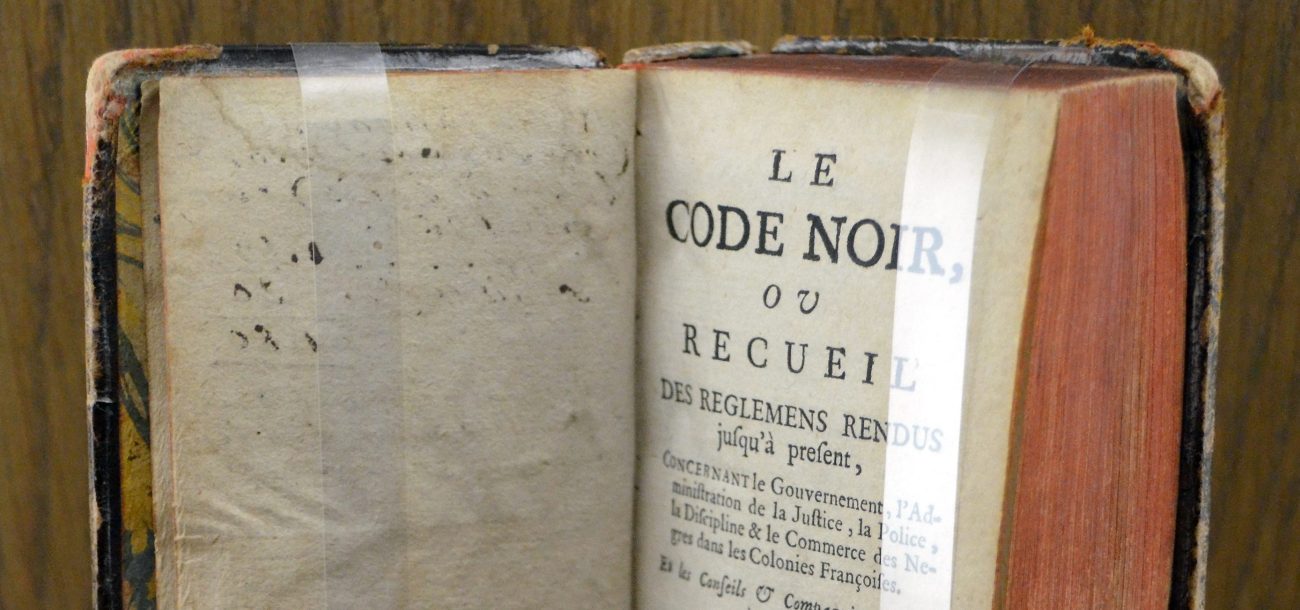 LE
CODE NOIR,
OU
RECUEIL
DES REGLEMENS RENDUS
juſqu'à preſent,
CONCERNANT le Gouvernement, l'Ad-
miniſtration de la Juſtice, la Police,
la Diſcipline & le Commerce des Ne-
gres dans les Colonies Françoiſes.
Et les Conſeils &